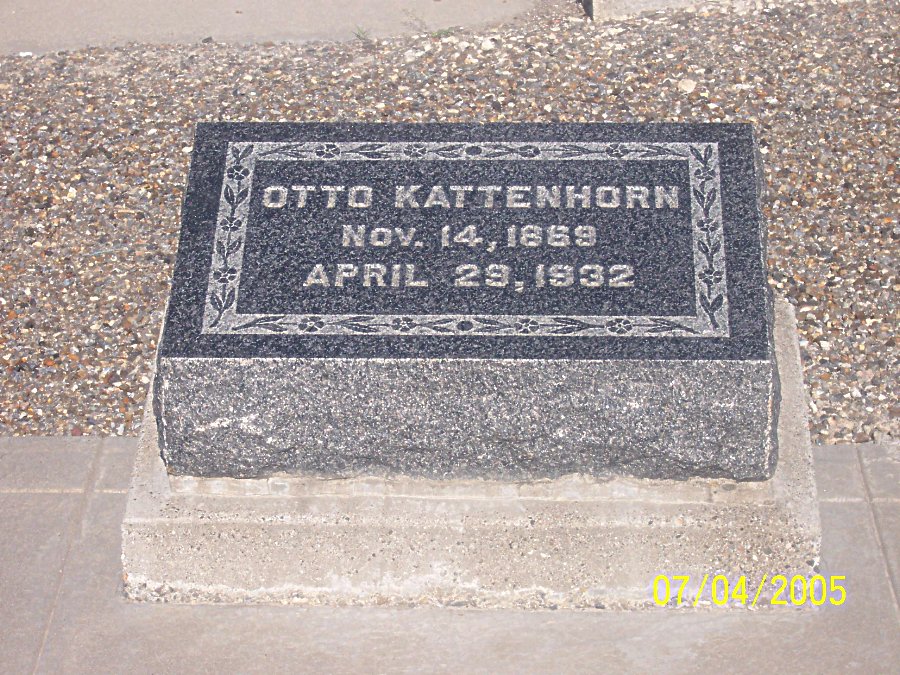 OTTO KATTENHORN
NOV. 14, 1869
APRIL 29, 1932
07/04/2005